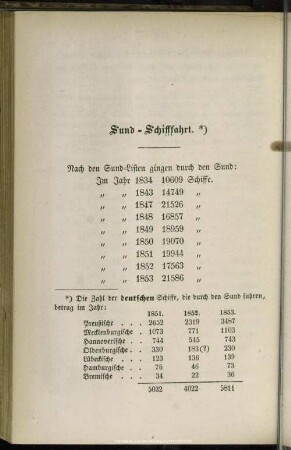 Sund-Schifffahrt. *)
Nach den Sund-Listen gingen durch den Sund:
Im Jahr 1834 10609 Schiffe.
„ „ 1843 14749 „
„ „ 1847 21526 „
„ „ 1848 16857 „
„ „ 1849 18959 „
„ „ 1850 19070 „
„ „ 1851 19944 „
„ „ 1852 17563 „
„ „ 1853 21586 „
*) Die Zahl der deutschen Schiffe, die durch den Sund fuhren,
betrug im Jahr:
1851. 1852. 1853.
Preußische . . . 2652 2319 3487
Mecklenburgische . 1073 771 1103
Hannoverische . . 744 545 743
Oldenburgische . . 330 183(?) 230
Lübeckische . . . 123 136 139
Hamburgische . . 76 46 73
Bremische . . . 34 22 36
5032 4022 5811